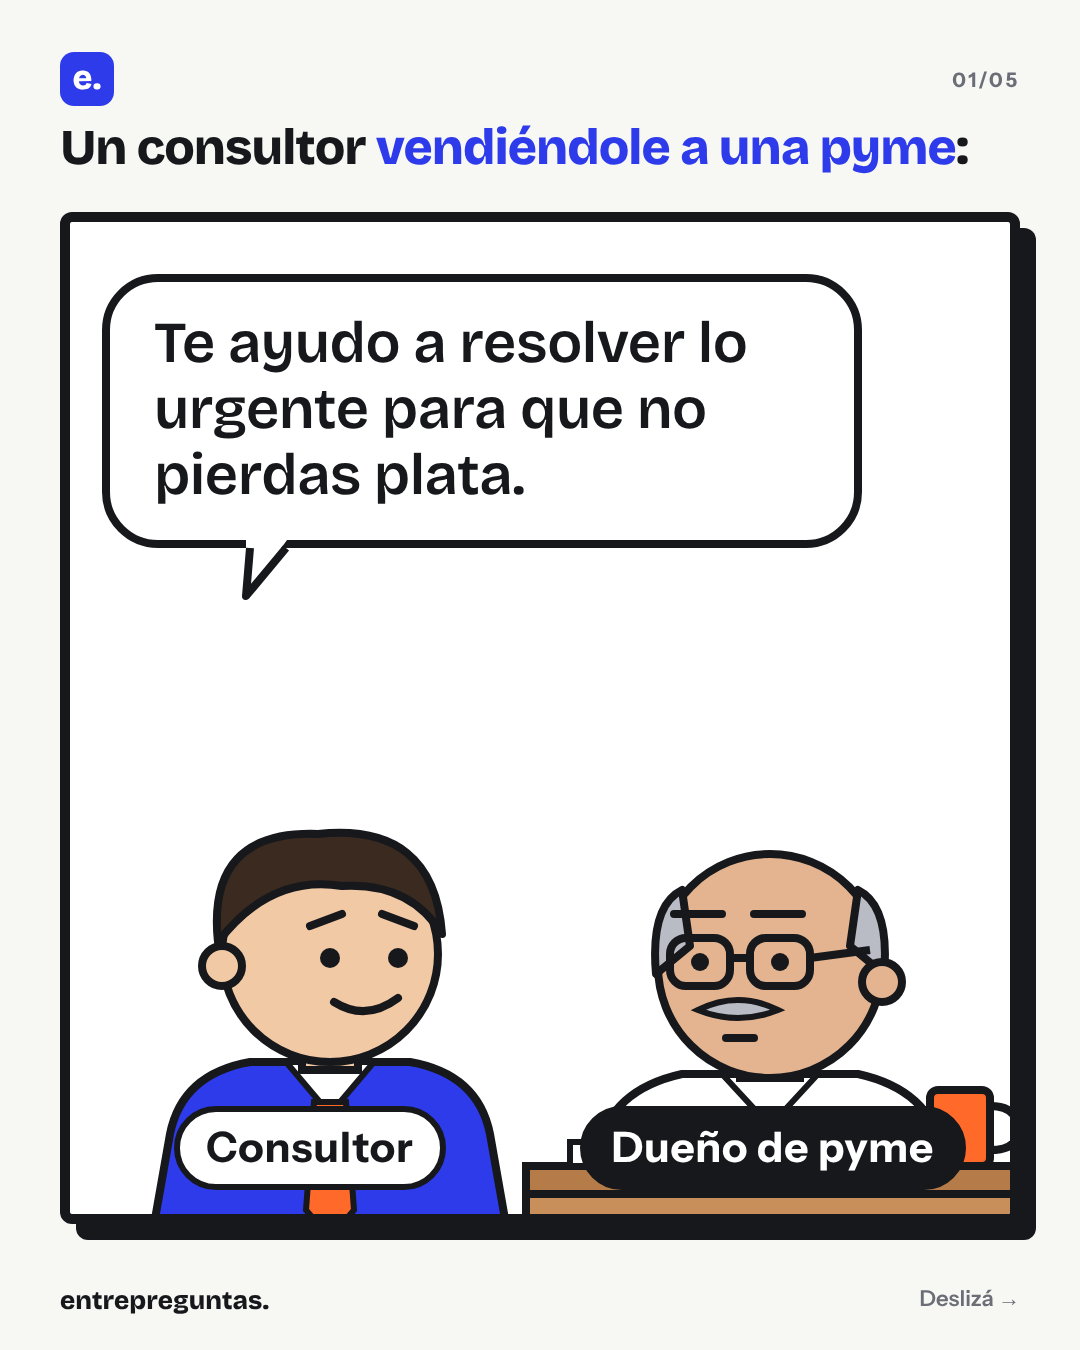 e.
01/05
Un consultor vendiéndole a una pyme:
Te ayudo a resolver lo
urgente para que no
pierdas plata.
Consultor
Dueño de pyme
entrepreguntas.
Deslizá →